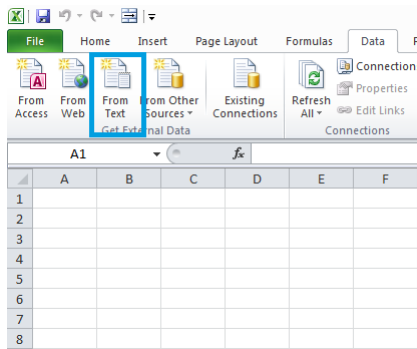 File Home Insert Page Layout Formulas Data
From Access
From Web
From Text
From Other Sources
Existing Connections
Refresh All
Connection
Properties
Edit Links
Get External Data
Connections
A1 fx
A B C D E F
1
2
3
4
5
6
7
8